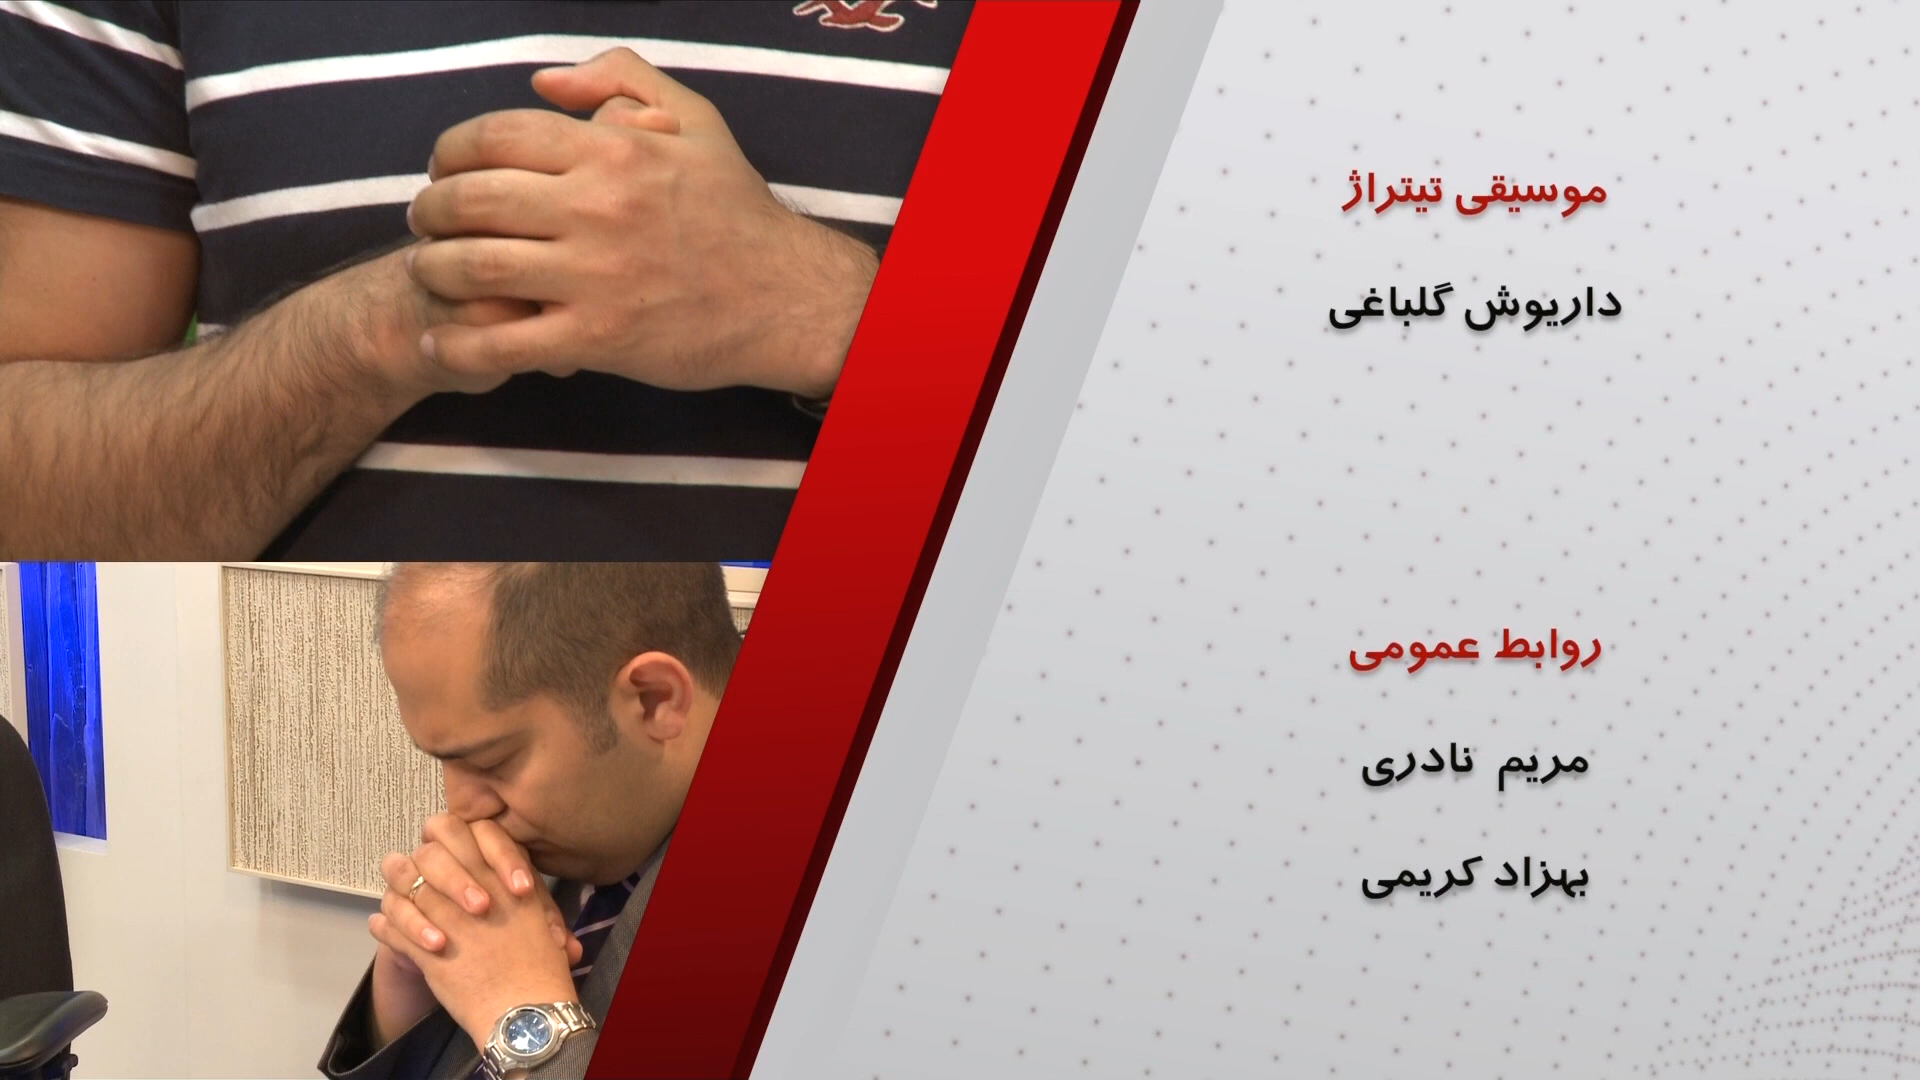 موسیقی تیتراژ
داریوش گلباغی
روابط عمومی
مریم نادری
بهزاد کریمی